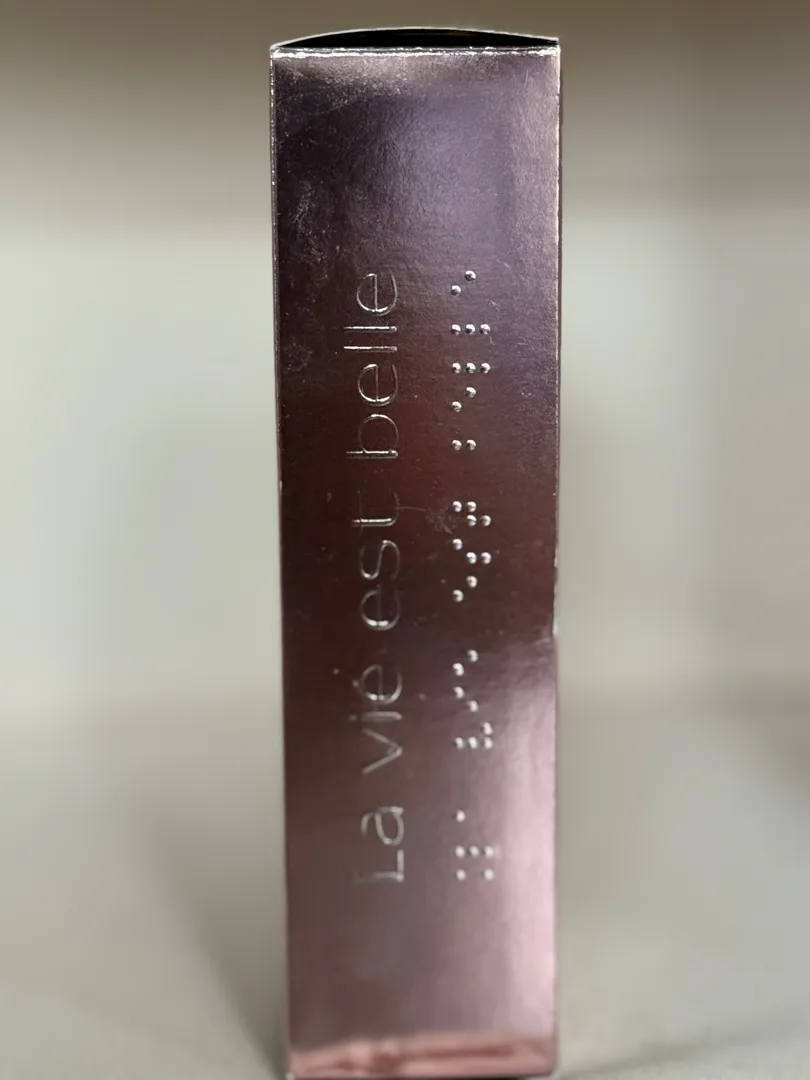 La vie est belle
⠨⠇⠁ ⠧⠊⠑ ⠑⠎⠞ ⠃⠑⠇⠇⠑